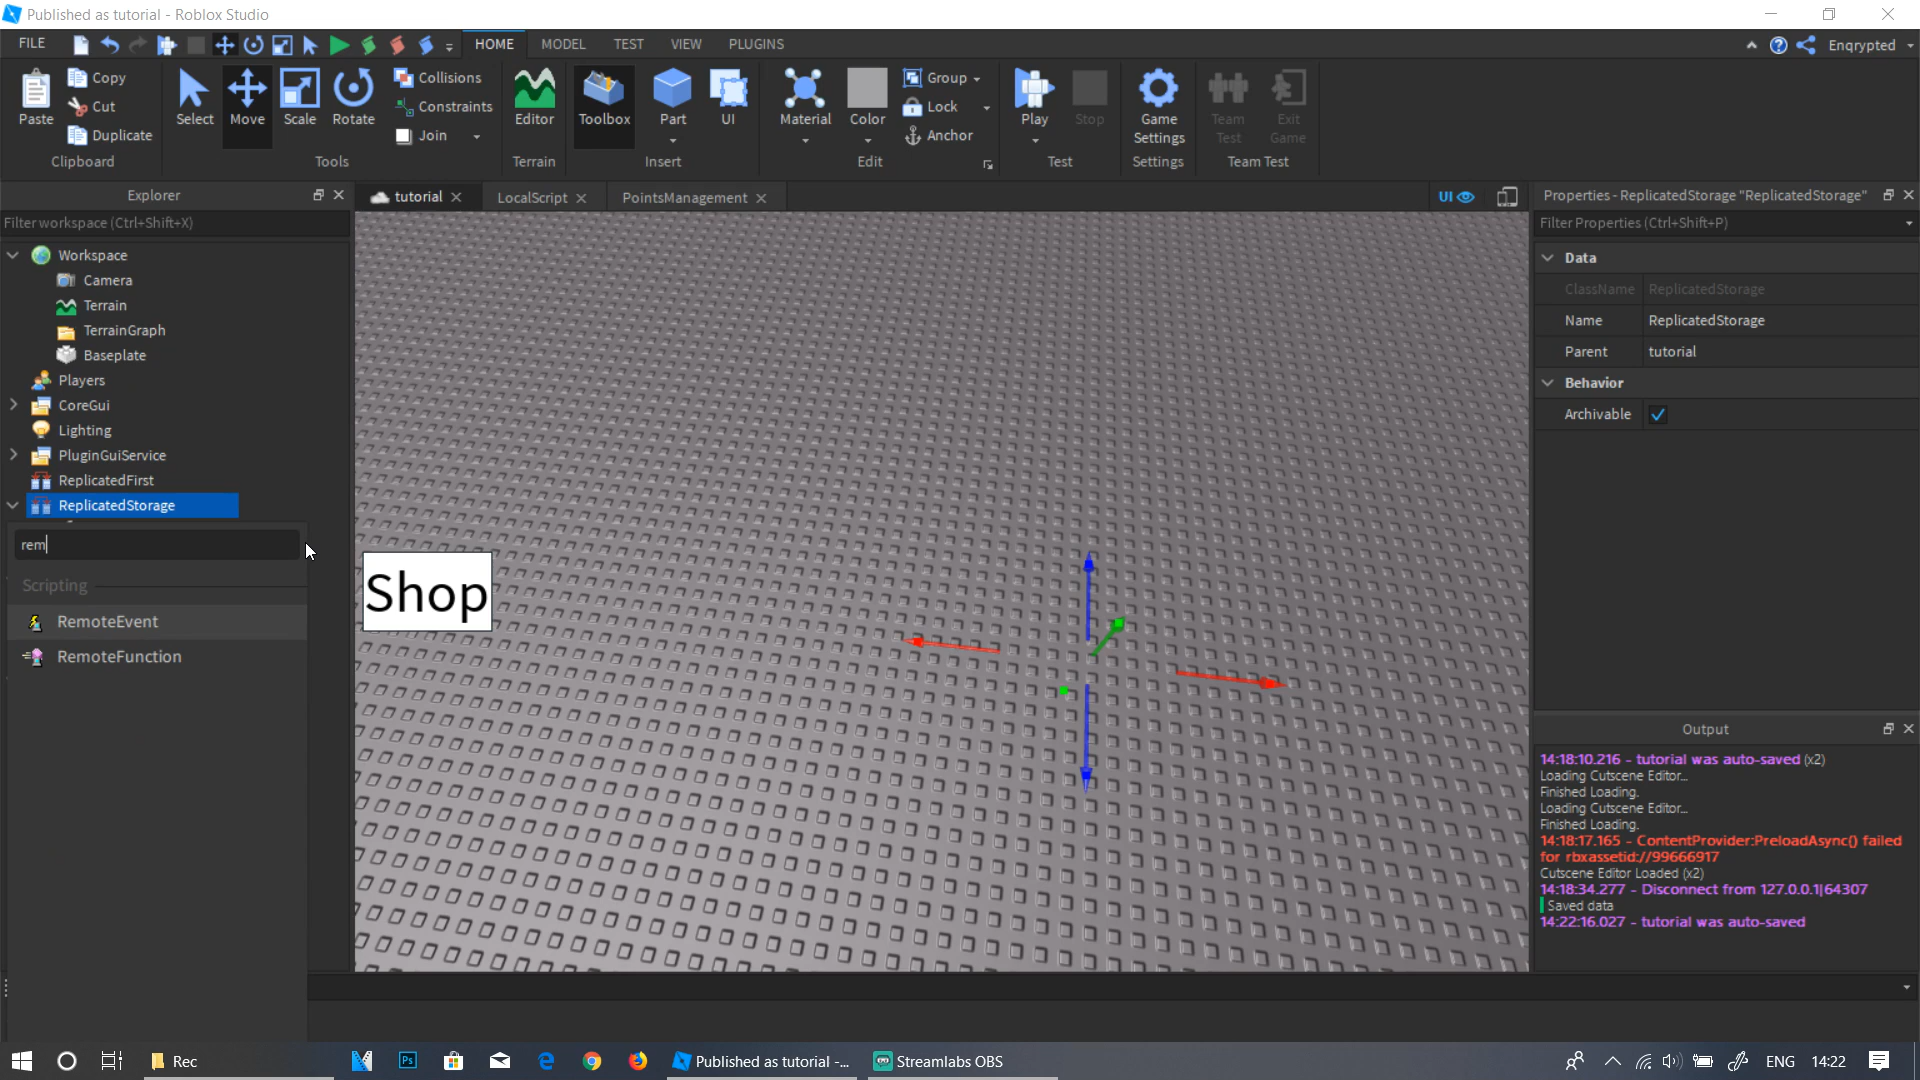 Published as tutorial - Roblox Studio
FILE
HOME
MODEL
TEST
VIEW
PLUGINS
Enqrypted
Paste
Copy
Cut
Duplicate
Clipboard
Select
Move
Scale
Rotate
Tools
Collisions
Constraints
Join
Editor
Terrain
Toolbox
Part
UI
Insert
Material
Color
Group
Lock
Anchor
Edit
Play
Stop
Test
Game
Settings
Settings
Team
Test
Exit
Game
Team Test
Explorer
Filter workspace (Ctrl+Shift+X)
Workspace
Camera
Terrain
TerrainGraph
Baseplate
Players
CoreGui
Lighting
PluginGuiService
ReplicatedFirst
ReplicatedStorage
rem
Scripting
RemoteEvent
RemoteFunction
tutorial
LocalScript
PointsManagement
UI
Shop
Properties - ReplicatedStorage "ReplicatedStorage"
Filter Properties (Ctrl+Shift+P)
Data
ClassName ReplicatedStorage
Name ReplicatedStorage
Parent tutorial
Behavior
Archivable
Output
14:18:10.216 - tutorial was auto-saved (x2)
Loading Cutscene Editor...
Finished Loading.
Loading Cutscene Editor...
Finished Loading.
14:18:17.165 - ContentProvider:PreloadAsync() failed
for rbxassetid://99666917
Cutscene Editor Loaded (x2)
14:18:34.277 - Disconnect from 127.0.0.1|64307
Saved data
14:22:16.027 - tutorial was auto-saved
Rec
Ps
Published as tutorial -...
Streamlabs OBS
ENG
14:22